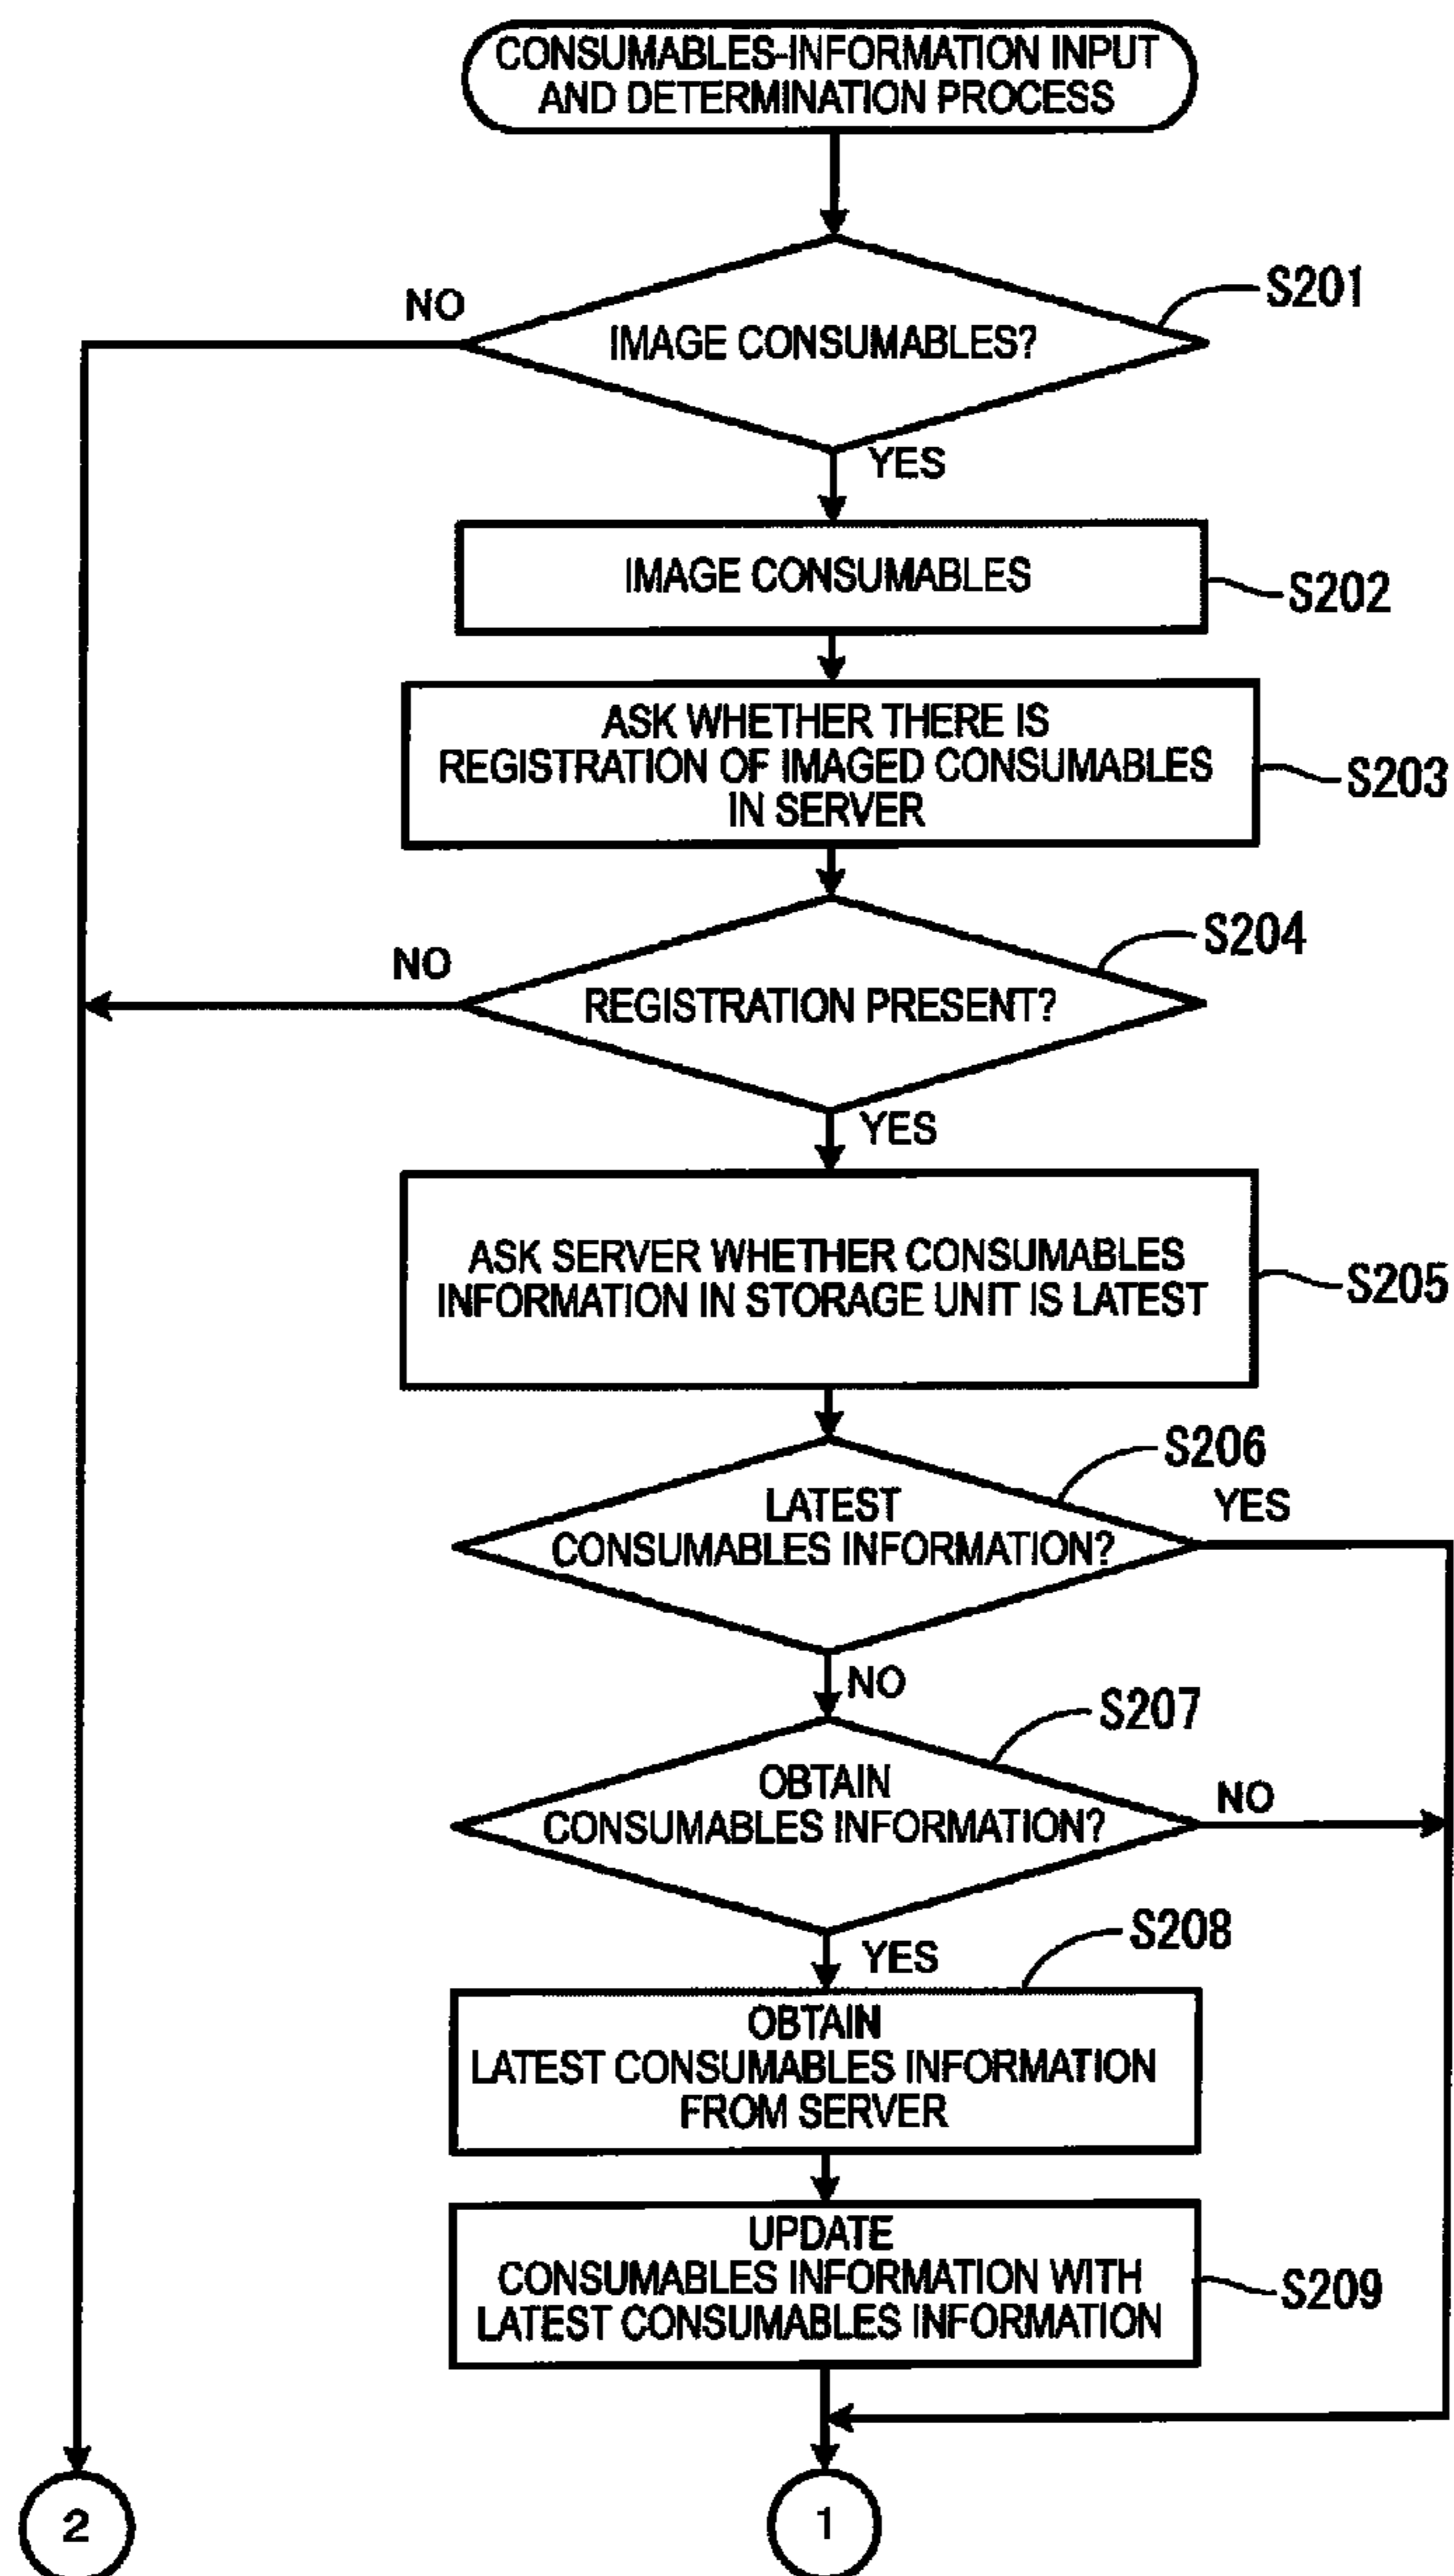 CONSUMABLES-INFORMATION INPUT
AND DETERMINATION PROCESS
S201
NO
IMAGE CONSUMABLES?
YES
IMAGE CONSUMABLES
S202
ASK WHETHER THERE IS
REGISTRATION OF IMAGED CONSUMABLES
IN SERVER
S203
S204
NO
REGISTRATION PRESENT?
YES
ASK SERVER WHETHER CONSUMABLES
INFORMATION IN STORAGE UNIT IS LATEST
S205
S206
YES
LATEST
CONSUMABLES INFORMATION?
NO
S207
OBTAIN
CONSUMABLES INFORMATION?
NO
YES
S208
OBTAIN
LATEST CONSUMABLES INFORMATION
FROM SERVER
UPDATE
CONSUMABLES INFORMATION WITH
LATEST CONSUMABLES INFORMATION
S209
2
1